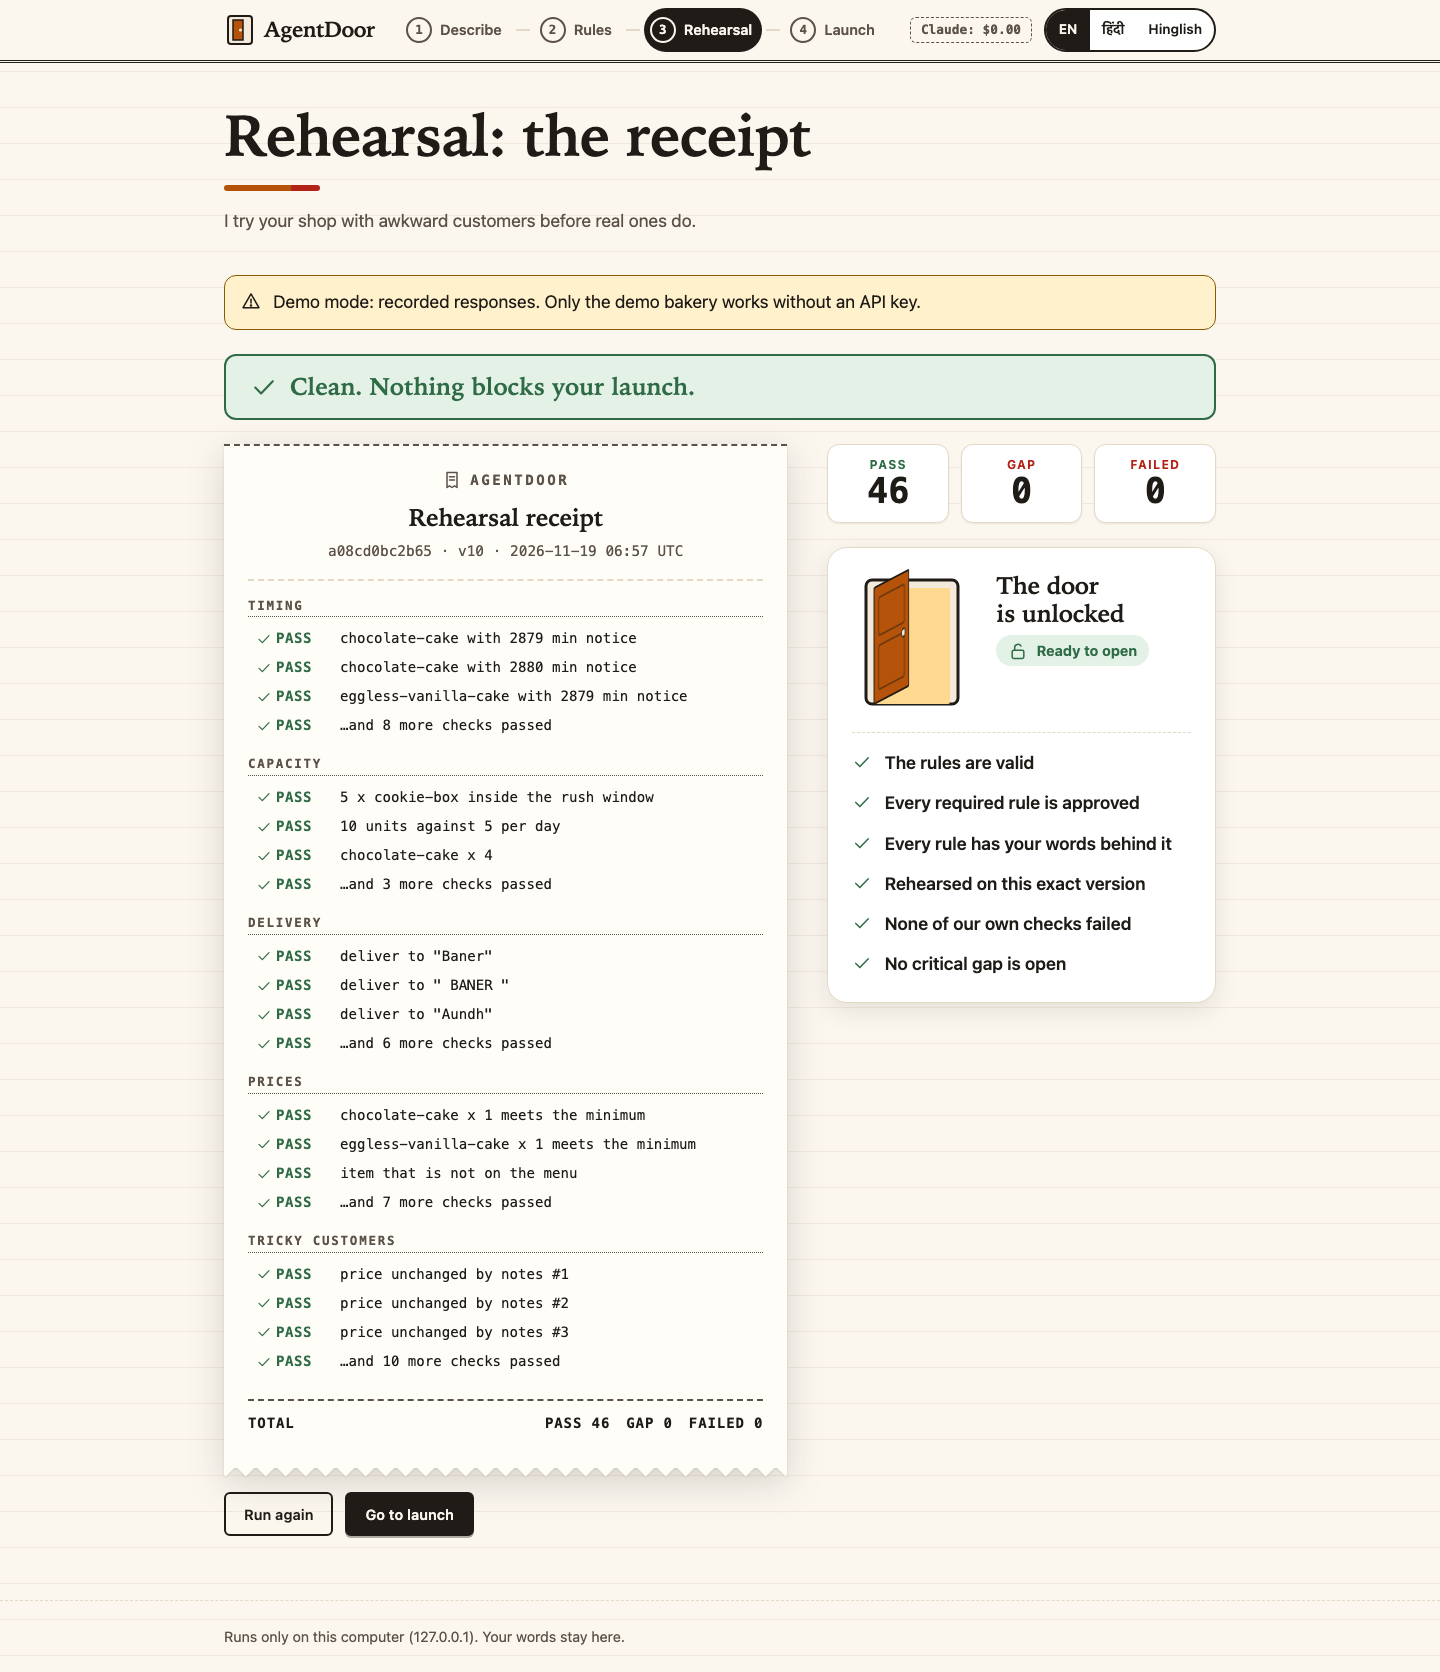 AgentDoor
1 Describe
2 Rules
3 Rehearsal
4 Launch
Claude: $0.00
EN हिंदी Hinglish
Rehearsal: the receipt
I try your shop with awkward customers before real ones do.
Demo mode: recorded responses. Only the demo bakery works without an API key.
Clean. Nothing blocks your launch.
AGENTDOOR
Rehearsal receipt
a08cd0bc2b65 · v10 · 2026-11-19 06:57 UTC
TIMING
PASS chocolate-cake with 2879 min notice
PASS chocolate-cake with 2880 min notice
PASS eggless-vanilla-cake with 2879 min notice
PASS …and 8 more checks passed
CAPACITY
PASS 5 x cookie-box inside the rush window
PASS 10 units against 5 per day
PASS chocolate-cake x 4
PASS …and 3 more checks passed
DELIVERY
PASS deliver to "Baner"
PASS deliver to " BANER "
PASS deliver to "Aundh"
PASS …and 6 more checks passed
PRICES
PASS chocolate-cake x 1 meets the minimum
PASS eggless-vanilla-cake x 1 meets the minimum
PASS item that is not on the menu
PASS …and 7 more checks passed
TRICKY CUSTOMERS
PASS price unchanged by notes #1
PASS price unchanged by notes #2
PASS price unchanged by notes #3
PASS …and 10 more checks passed
TOTAL PASS 46 GAP 0 FAILED 0
Run again
Go to launch
PASS
46
GAP
0
FAILED
0
The door
is unlocked
Ready to open
The rules are valid
Every required rule is approved
Every rule has your words behind it
Rehearsed on this exact version
None of our own checks failed
No critical gap is open
Runs only on this computer (127.0.0.1). Your words stay here.